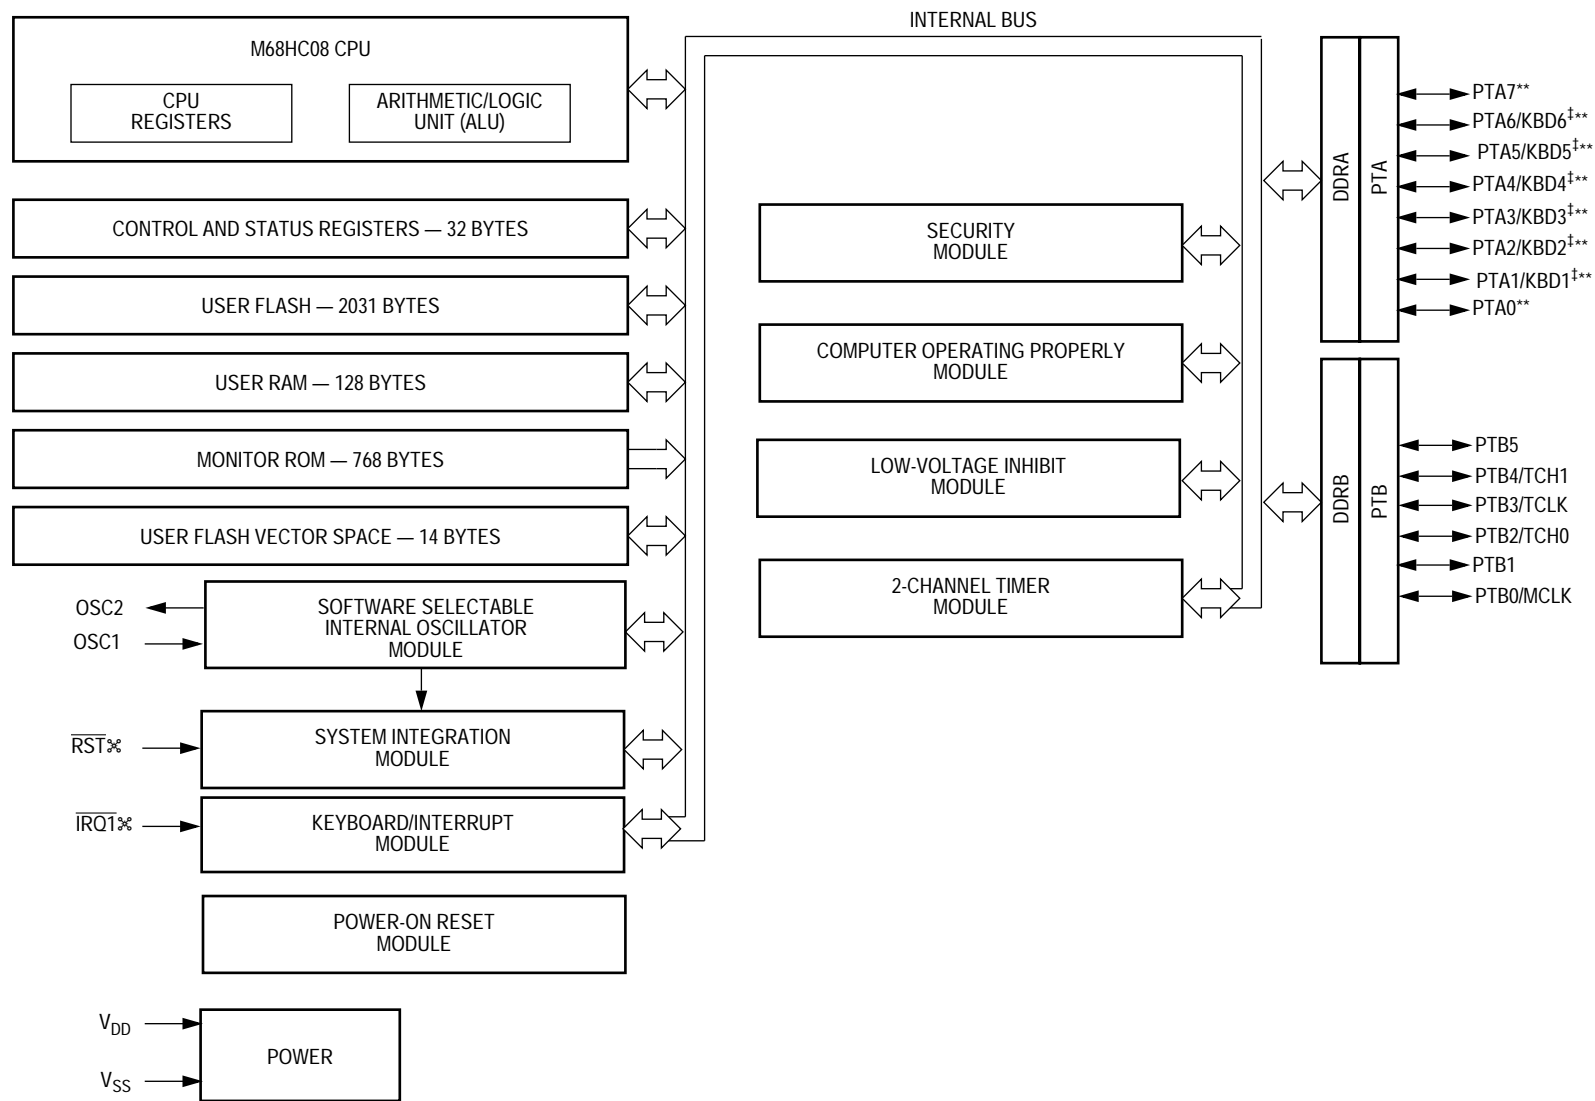 INTERNAL BUS
M68HC08 CPU
CPU
REGISTERS
ARITHMETIC/LOGIC
UNIT (ALU)
CONTROL AND STATUS REGISTERS — 32 BYTES
USER FLASH — 2031 BYTES
USER RAM — 128 BYTES
MONITOR ROM — 768 BYTES
USER FLASH VECTOR SPACE — 14 BYTES
OSC2
OSC1
SOFTWARE SELECTABLE
INTERNAL OSCILLATOR
MODULE
RST⌘
SYSTEM INTEGRATION
MODULE
IRQ1⌘
KEYBOARD/INTERRUPT
MODULE
POWER-ON RESET
MODULE
VDD
VSS
POWER
SECURITY
MODULE
COMPUTER OPERATING PROPERLY
MODULE
LOW-VOLTAGE INHIBIT
MODULE
2-CHANNEL TIMER
MODULE
DDRA
PTA
PTA7**
PTA6/KBD6‡**
PTA5/KBD5‡**
PTA4/KBD4‡**
PTA3/KBD3‡**
PTA2/KBD2‡**
PTA1/KBD1‡**
PTA0**
DDRB
PTB
PTB5
PTB4/TCH1
PTB3/TCLK
PTB2/TCH0
PTB1
PTB0/MCLK